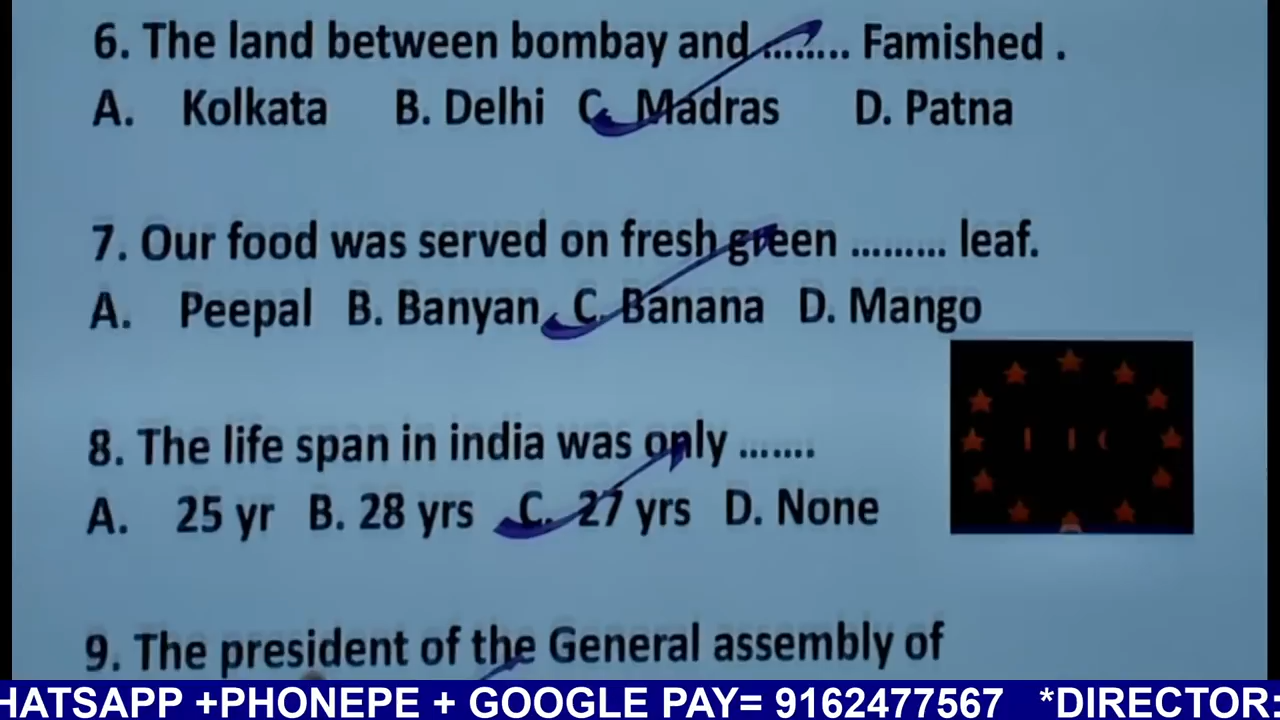 6. The land between bombay and ........ Famished .
A. Kolkata B. Delhi C. Madras D. Patna
7. Our food was served on fresh green ......... leaf.
A. Peepal B. Banyan C. Banana D. Mango
8. The life span in india was only .......
A. 25 yr B. 28 yrs C. 27 yrs D. None
9. The president of the General assembly of
HATSAPP +PHONEPE + GOOGLE PAY= 9162477567 *DIRECTOR: